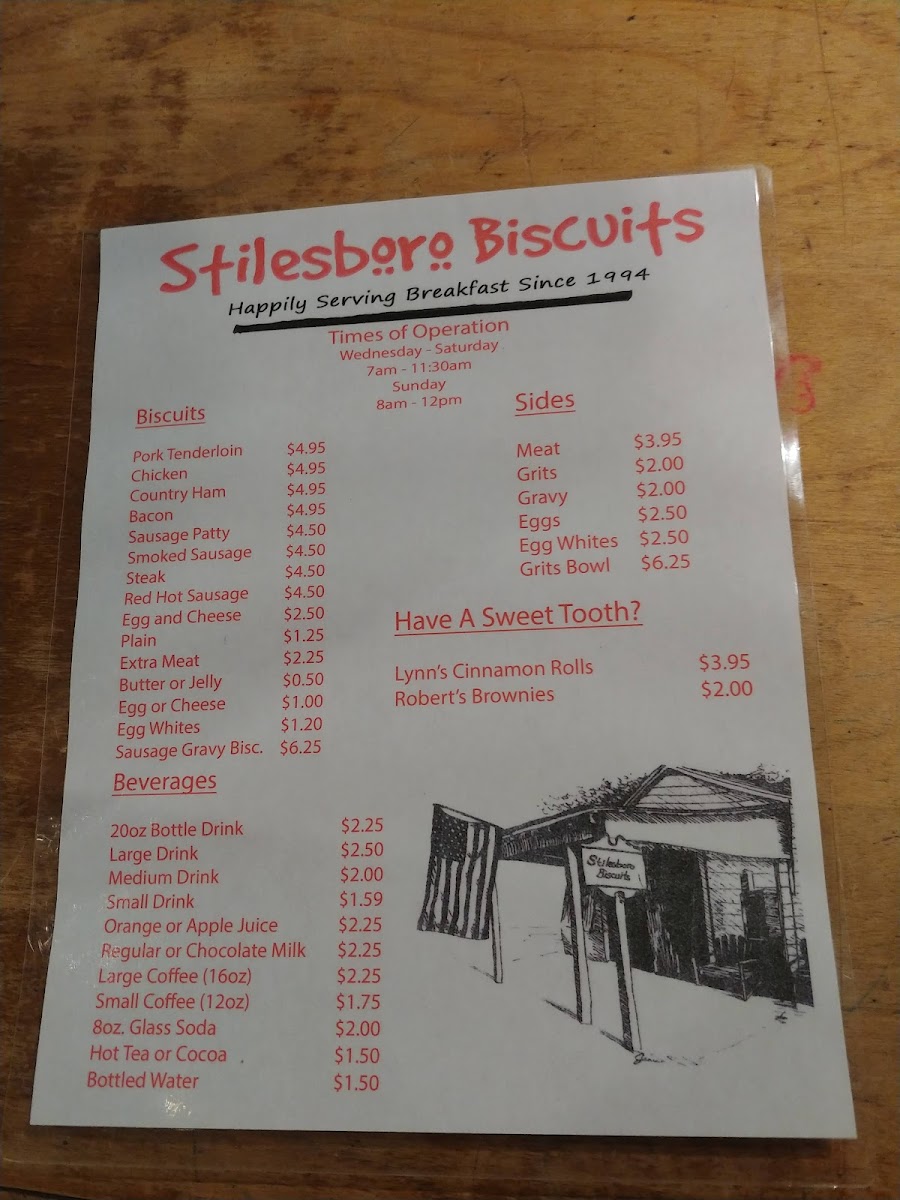 Stilesboro Biscuits
Happily Serving Breakfast Since 1994
Times of Operation
Wednesday - Saturday
7am - 11:30am
Sunday
8am - 12pm
Biscuits
Pork Tenderloin $4.95
Chicken $4.95
Country Ham $4.95
Bacon $4.95
Sausage Patty $4.50
Smoked Sausage $4.50
Steak $4.50
Red Hot Sausage $4.50
Egg and Cheese $2.50
Plain $1.25
Extra Meat $2.25
Butter or Jelly $0.50
Egg or Cheese $1.00
Egg Whites $1.20
Sausage Gravy Bisc. $6.25
Sides
Meat $3.95
Grits $2.00
Gravy $2.00
Eggs $2.50
Egg Whites $2.50
Grits Bowl $6.25
Have A Sweet Tooth?
Lynn's Cinnamon Rolls $3.95
Robert's Brownies $2.00
Beverages
20oz Bottle Drink $2.25
Large Drink $2.50
Medium Drink $2.00
Small Drink $1.59
Orange or Apple Juice $2.25
Regular or Chocolate Milk $2.25
Large Coffee (16oz) $2.25
Small Coffee (12oz) $1.75
8oz. Glass Soda $2.00
Hot Tea or Cocoa $1.50
Bottled Water $1.50
Stilesboro
Biscuits